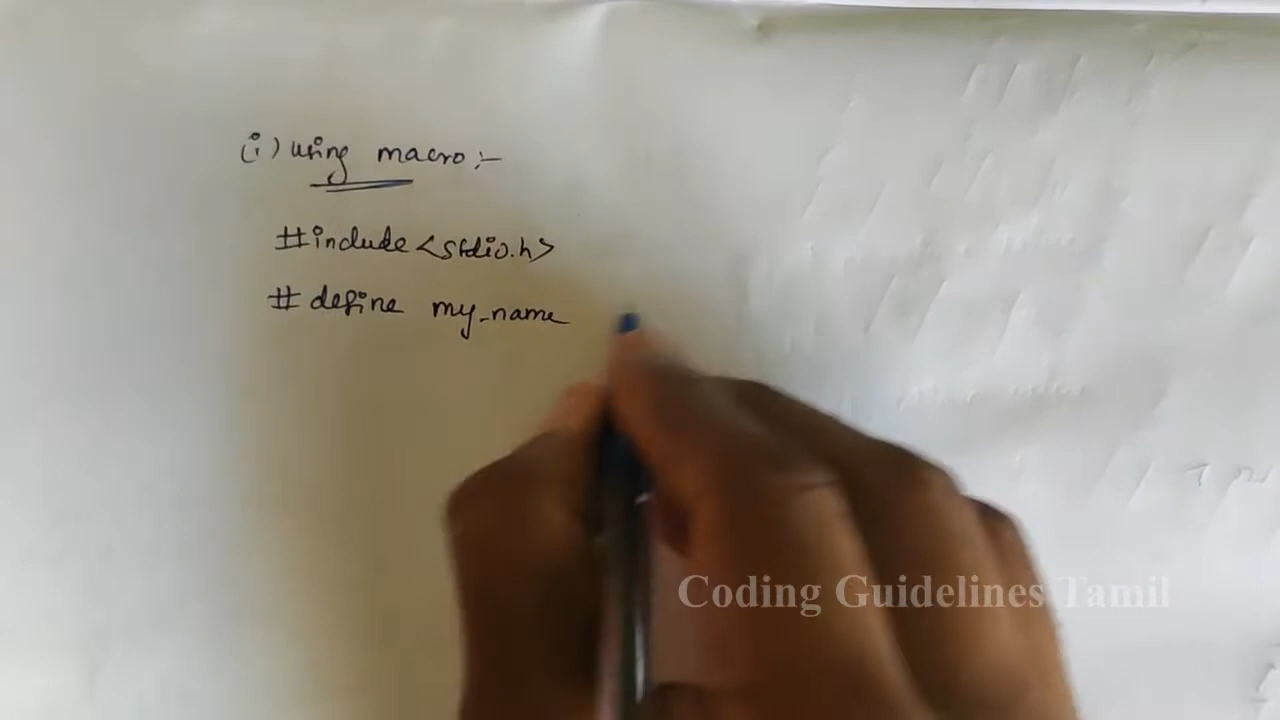 (i) using macro :-
#include <stdio.h>
# define my_name
Coding Guidelines Tamil